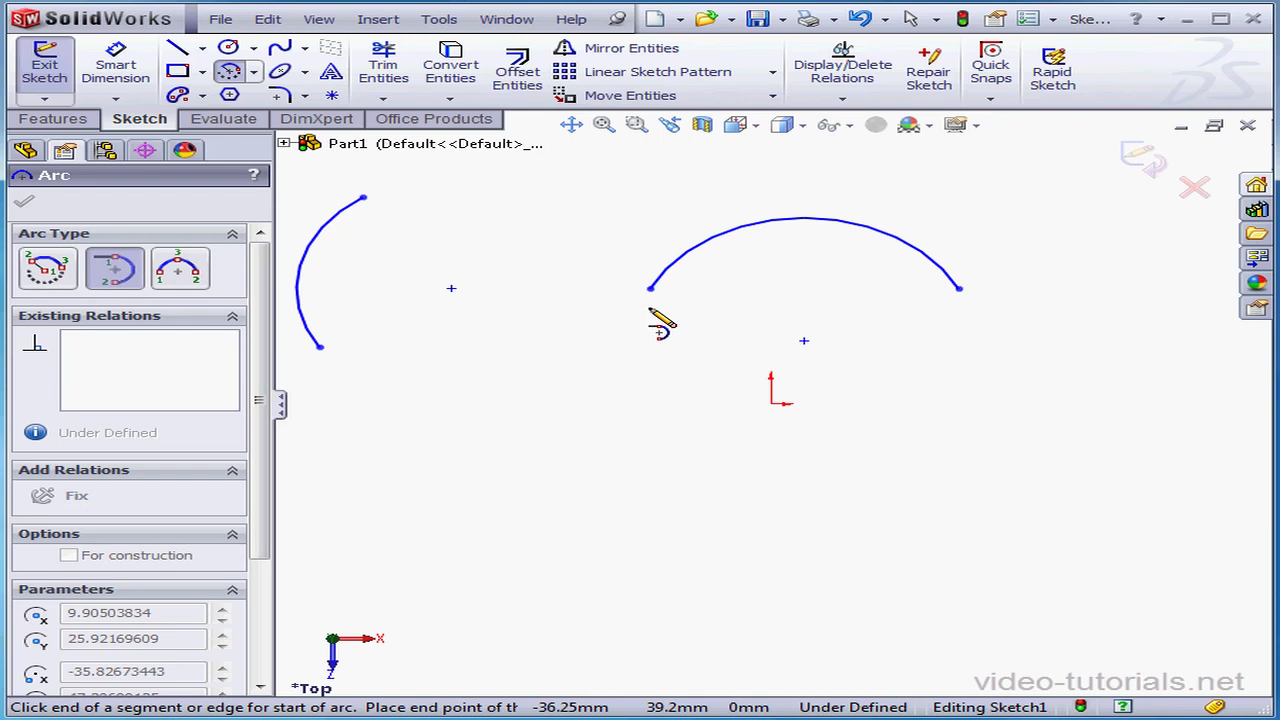 SolidWorks File Edit View Insert Tools Window Help Ske... ?
Exit Sketch
Smart Dimension
Trim Entities
Convert Entities
Offset Entities
Mirror Entities
Linear Sketch Pattern
Move Entities
Display/Delete Relations
Repair Sketch
Quick Snaps
Rapid Sketch
Features Sketch Evaluate DimXpert Office Products
Part1 (Default<<Default>_...
Arc ?
Arc Type
Existing Relations
Under Defined
Add Relations
Fix
Options
For construction
Parameters
9.90503834
25.92169609
-35.82673443
X
Z
*Top
video-tutorials.net
Click end of a segment or edge for start of arc. Place end point of th -36.25mm 39.2mm 0mm Under Defined Editing Sketch1